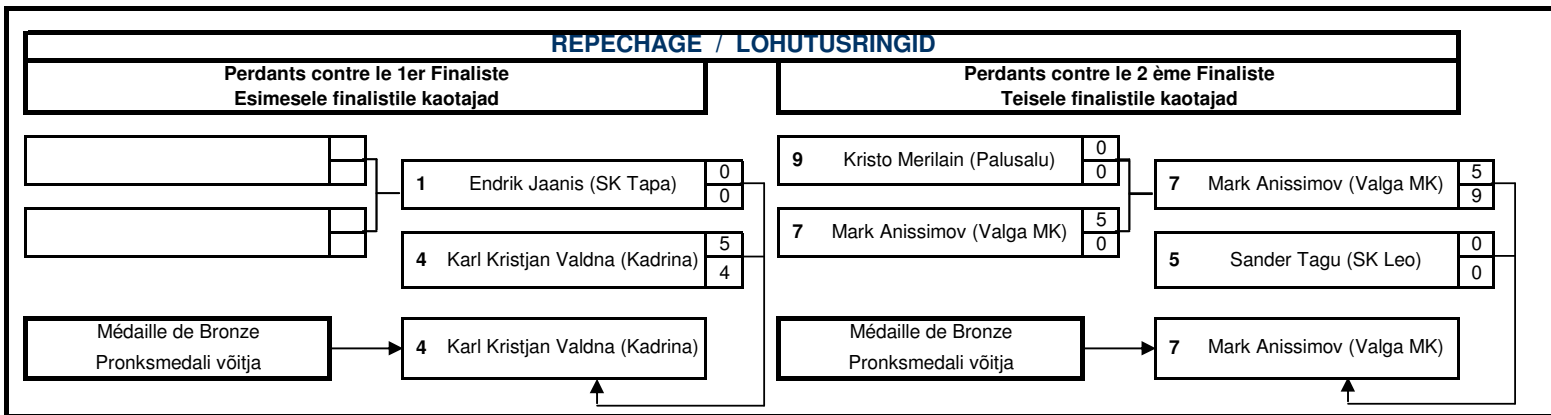 REPECHAGE / LOHUTUSRINGID
Perdants contre le 1er Finaliste
Esimesele finalistile kaotajad
Perdants contre le 2 ème Finaliste
Teisele finalistile kaotajad
1 Endrik Jaanis (SK Tapa) 0
0
4 Karl Kristjan Valdna (Kadrina) 5
4
Médaille de Bronze
Pronksmedali võitja
4 Karl Kristjan Valdna (Kadrina)
9 Kristo Merilain (Palusalu) 0
0
7 Mark Anissimov (Valga MK) 5
0
7 Mark Anissimov (Valga MK) 5
9
5 Sander Tagu (SK Leo) 0
0
Médaille de Bronze
Pronksmedali võitja
7 Mark Anissimov (Valga MK)